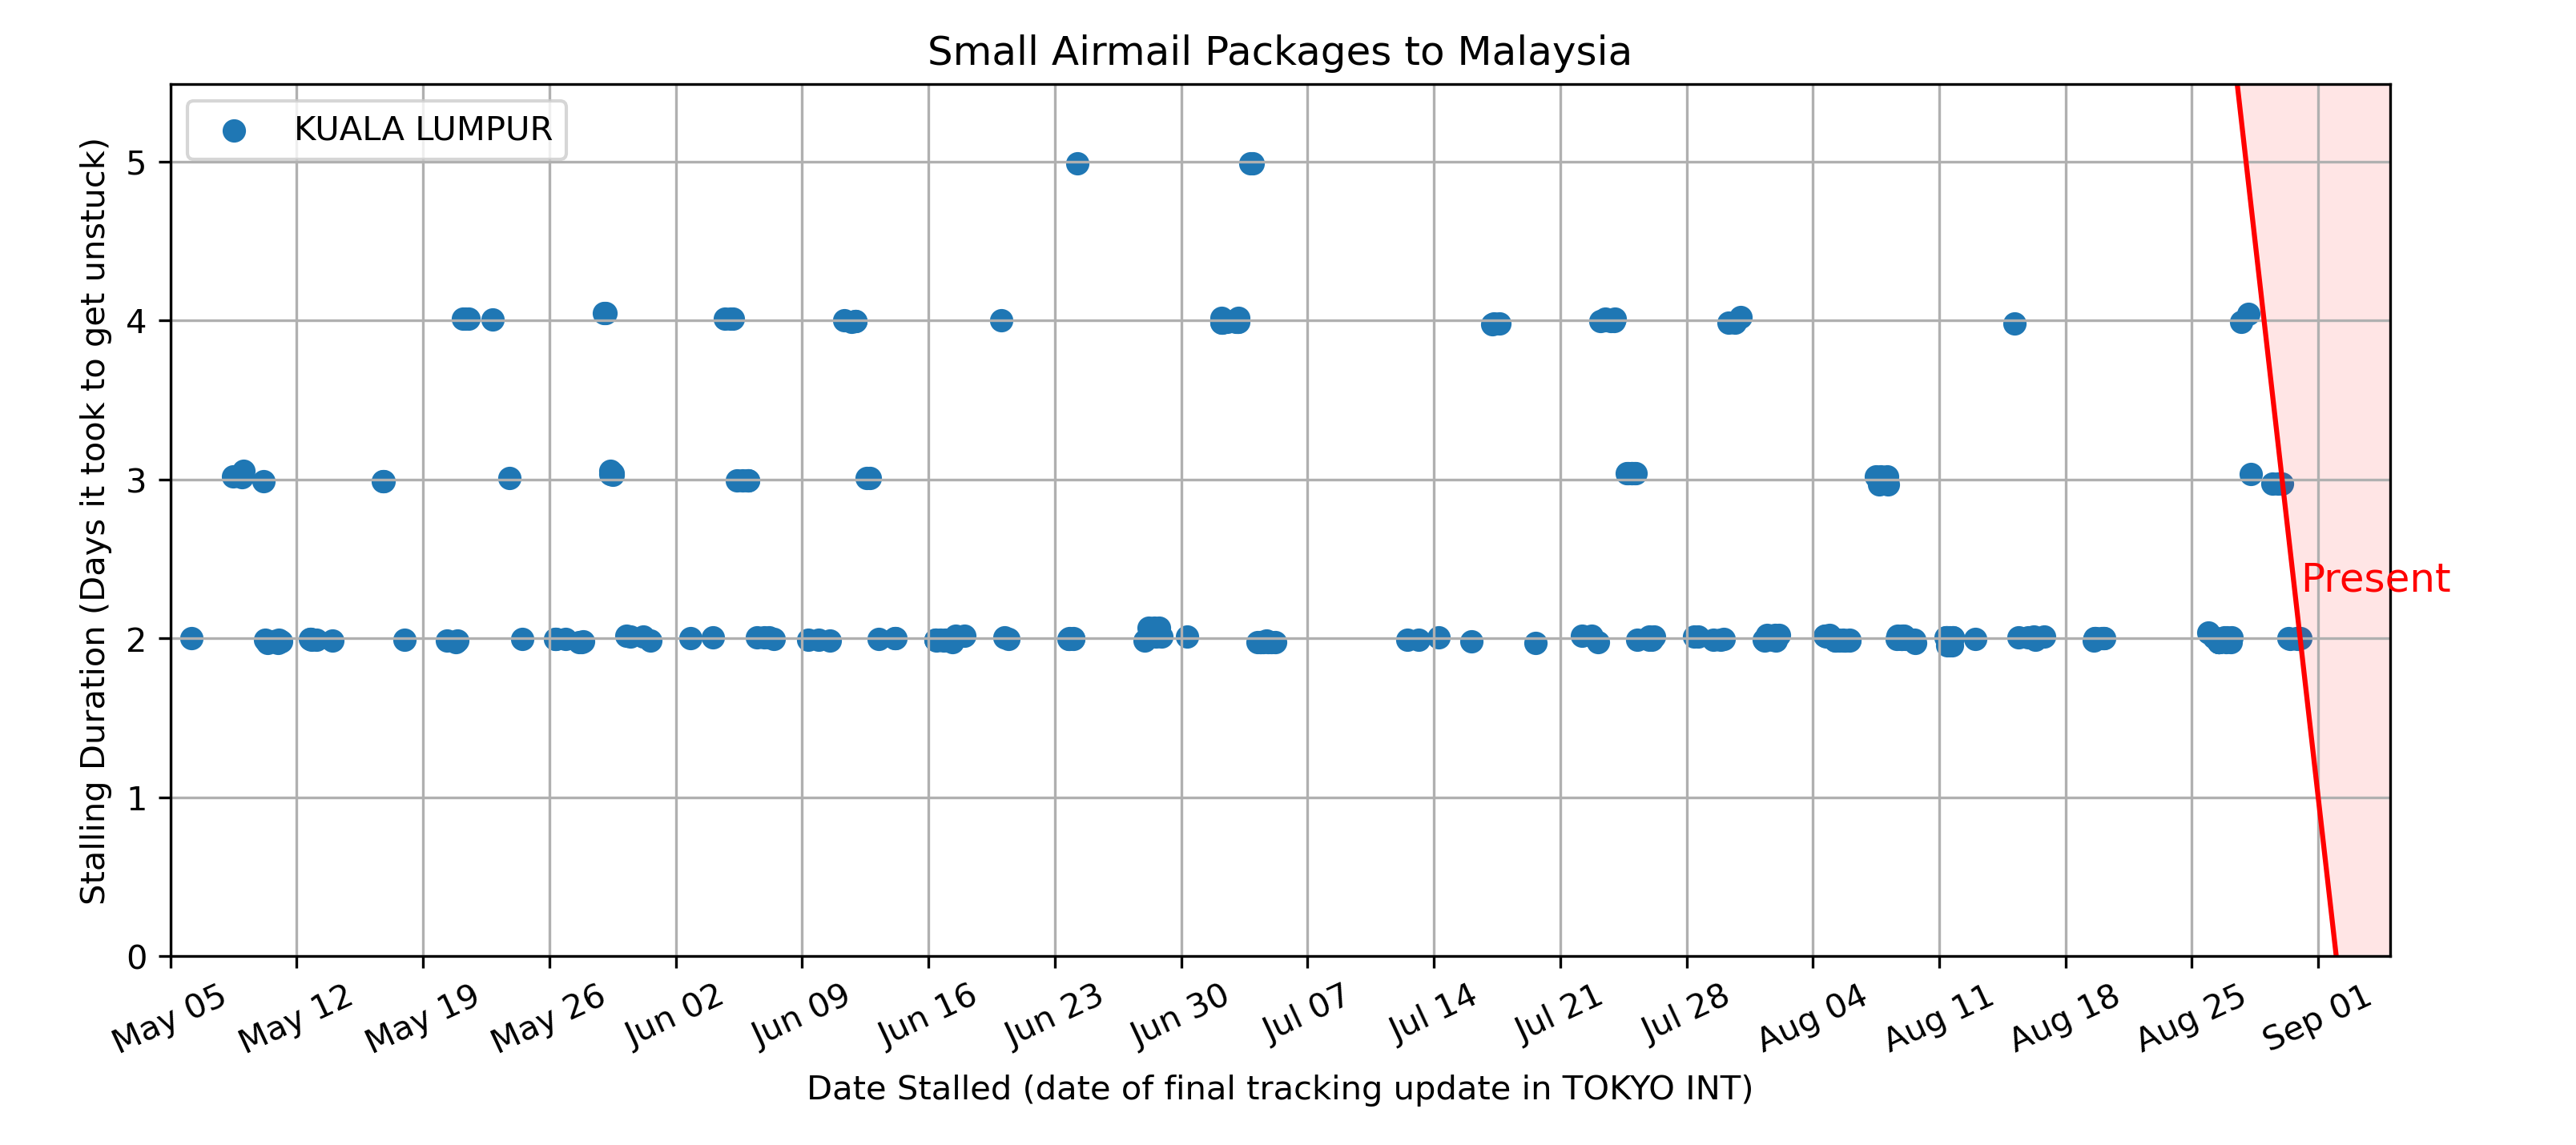 Small Airmail Packages to Malaysia
KUALA LUMPUR
Stalling Duration (Days it took to get unstuck)
5
4
3
2
1
0
Present
May 05
May 12
May 19
May 26
Jun 02
Jun 09
Jun 16
Jun 23
Jun 30
Jul 07
Jul 14
Jul 21
Jul 28
Aug 04
Aug 11
Aug 18
Aug 25
Sep 01
Date Stalled (date of final tracking update in TOKYO INT)